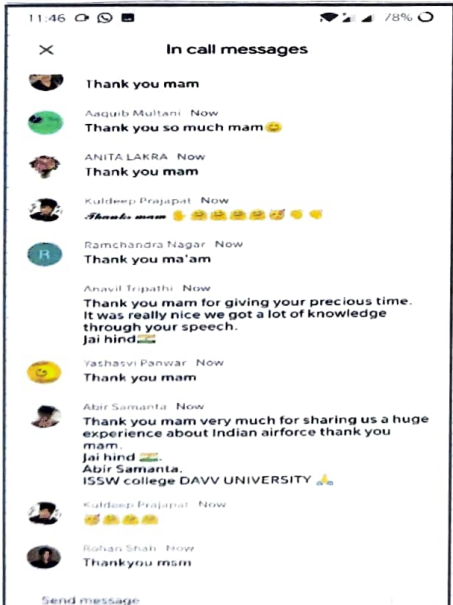 11:46 78%
In call messages
Thank you mam
Aaquib Multani Now
Thank you so much mam😊
ANITA LAKRA Now
Thank you mam
Kuldeep Prajapat Now
Thanks mam ✋🤗🤗🤗🤗🥳👏👏
R
Ramchandra Nagar Now
Thank you ma'am
Anavil Tripathi Now
Thank you mam for giving your precious time.
It was really nice we got a lot of knowledge
through your speech.
Jai hind🇮🇳
Yashasvi Panwar Now
Thank you mam
Abir Samanta Now
Thank you mam very much for sharing us a huge
experience about Indian airforce thank you
mam.
Jai hind 🇮🇳.
Abir Samanta.
ISSW college DAVV UNIVERSITY 🙏
Kuldeep Prajapat Now
🥳🤗🤗🤗
Rohan Shah Now
Thankyou msm
Send message